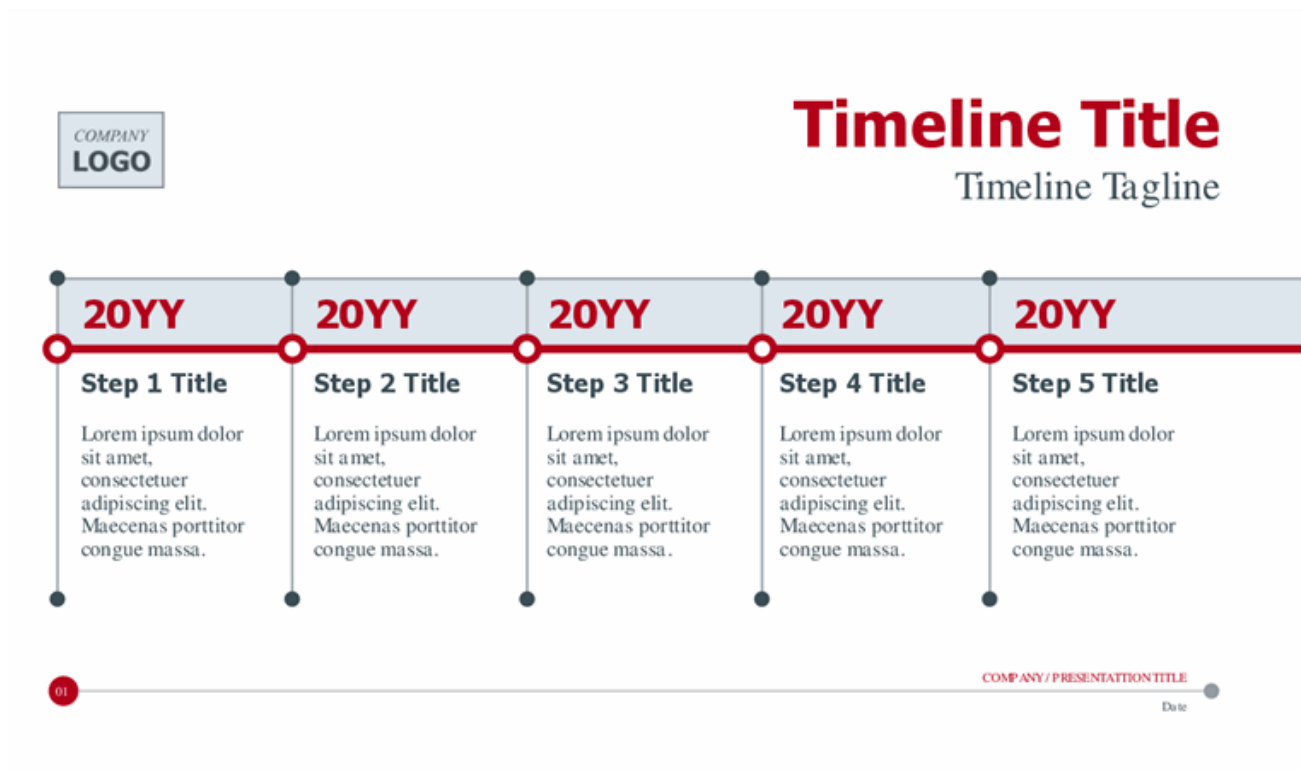 COMPANY
LOGO
Timeline Title
Timeline Tagline
20YY
20YY
20YY
20YY
20YY
Step 1 Title
Lorem ipsum dolor
sit amet,
consectetuer
adipiscing elit.
Maecenas porttitor
congue massa.
Step 2 Title
Lorem ipsum dolor
sit amet,
consectetuer
adipiscing elit.
Maecenas porttitor
congue massa.
Step 3 Title
Lorem ipsum dolor
sit amet,
consectetuer
adipiscing elit.
Maecenas porttitor
congue massa.
Step 4 Title
Lorem ipsum dolor
sit amet,
consectetuer
adipiscing elit.
Maecenas porttitor
congue massa.
Step 5 Title
Lorem ipsum dolor
sit amet,
consectetuer
adipiscing elit.
Maecenas porttitor
congue massa.
01
COMPANY / PRESENTATTION TITLE
Date